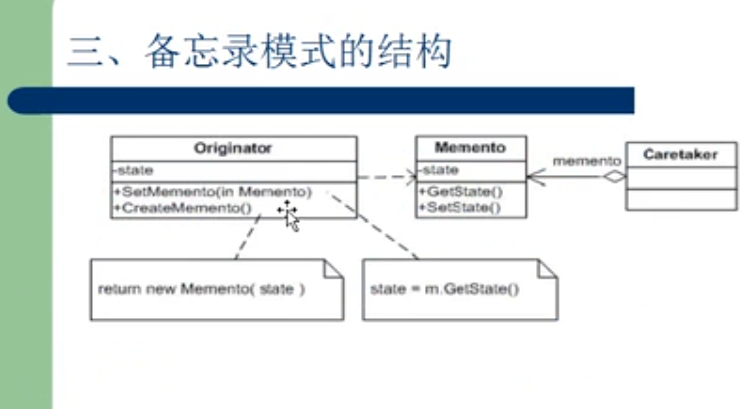 三、备忘录模式的结构
Originator
-state
+SetMemento(in Memento)
+CreateMemento()
Memento
-state
+GetState()
+SetState()
memento
Caretaker
return new Memento( state )
state = m.GetState()